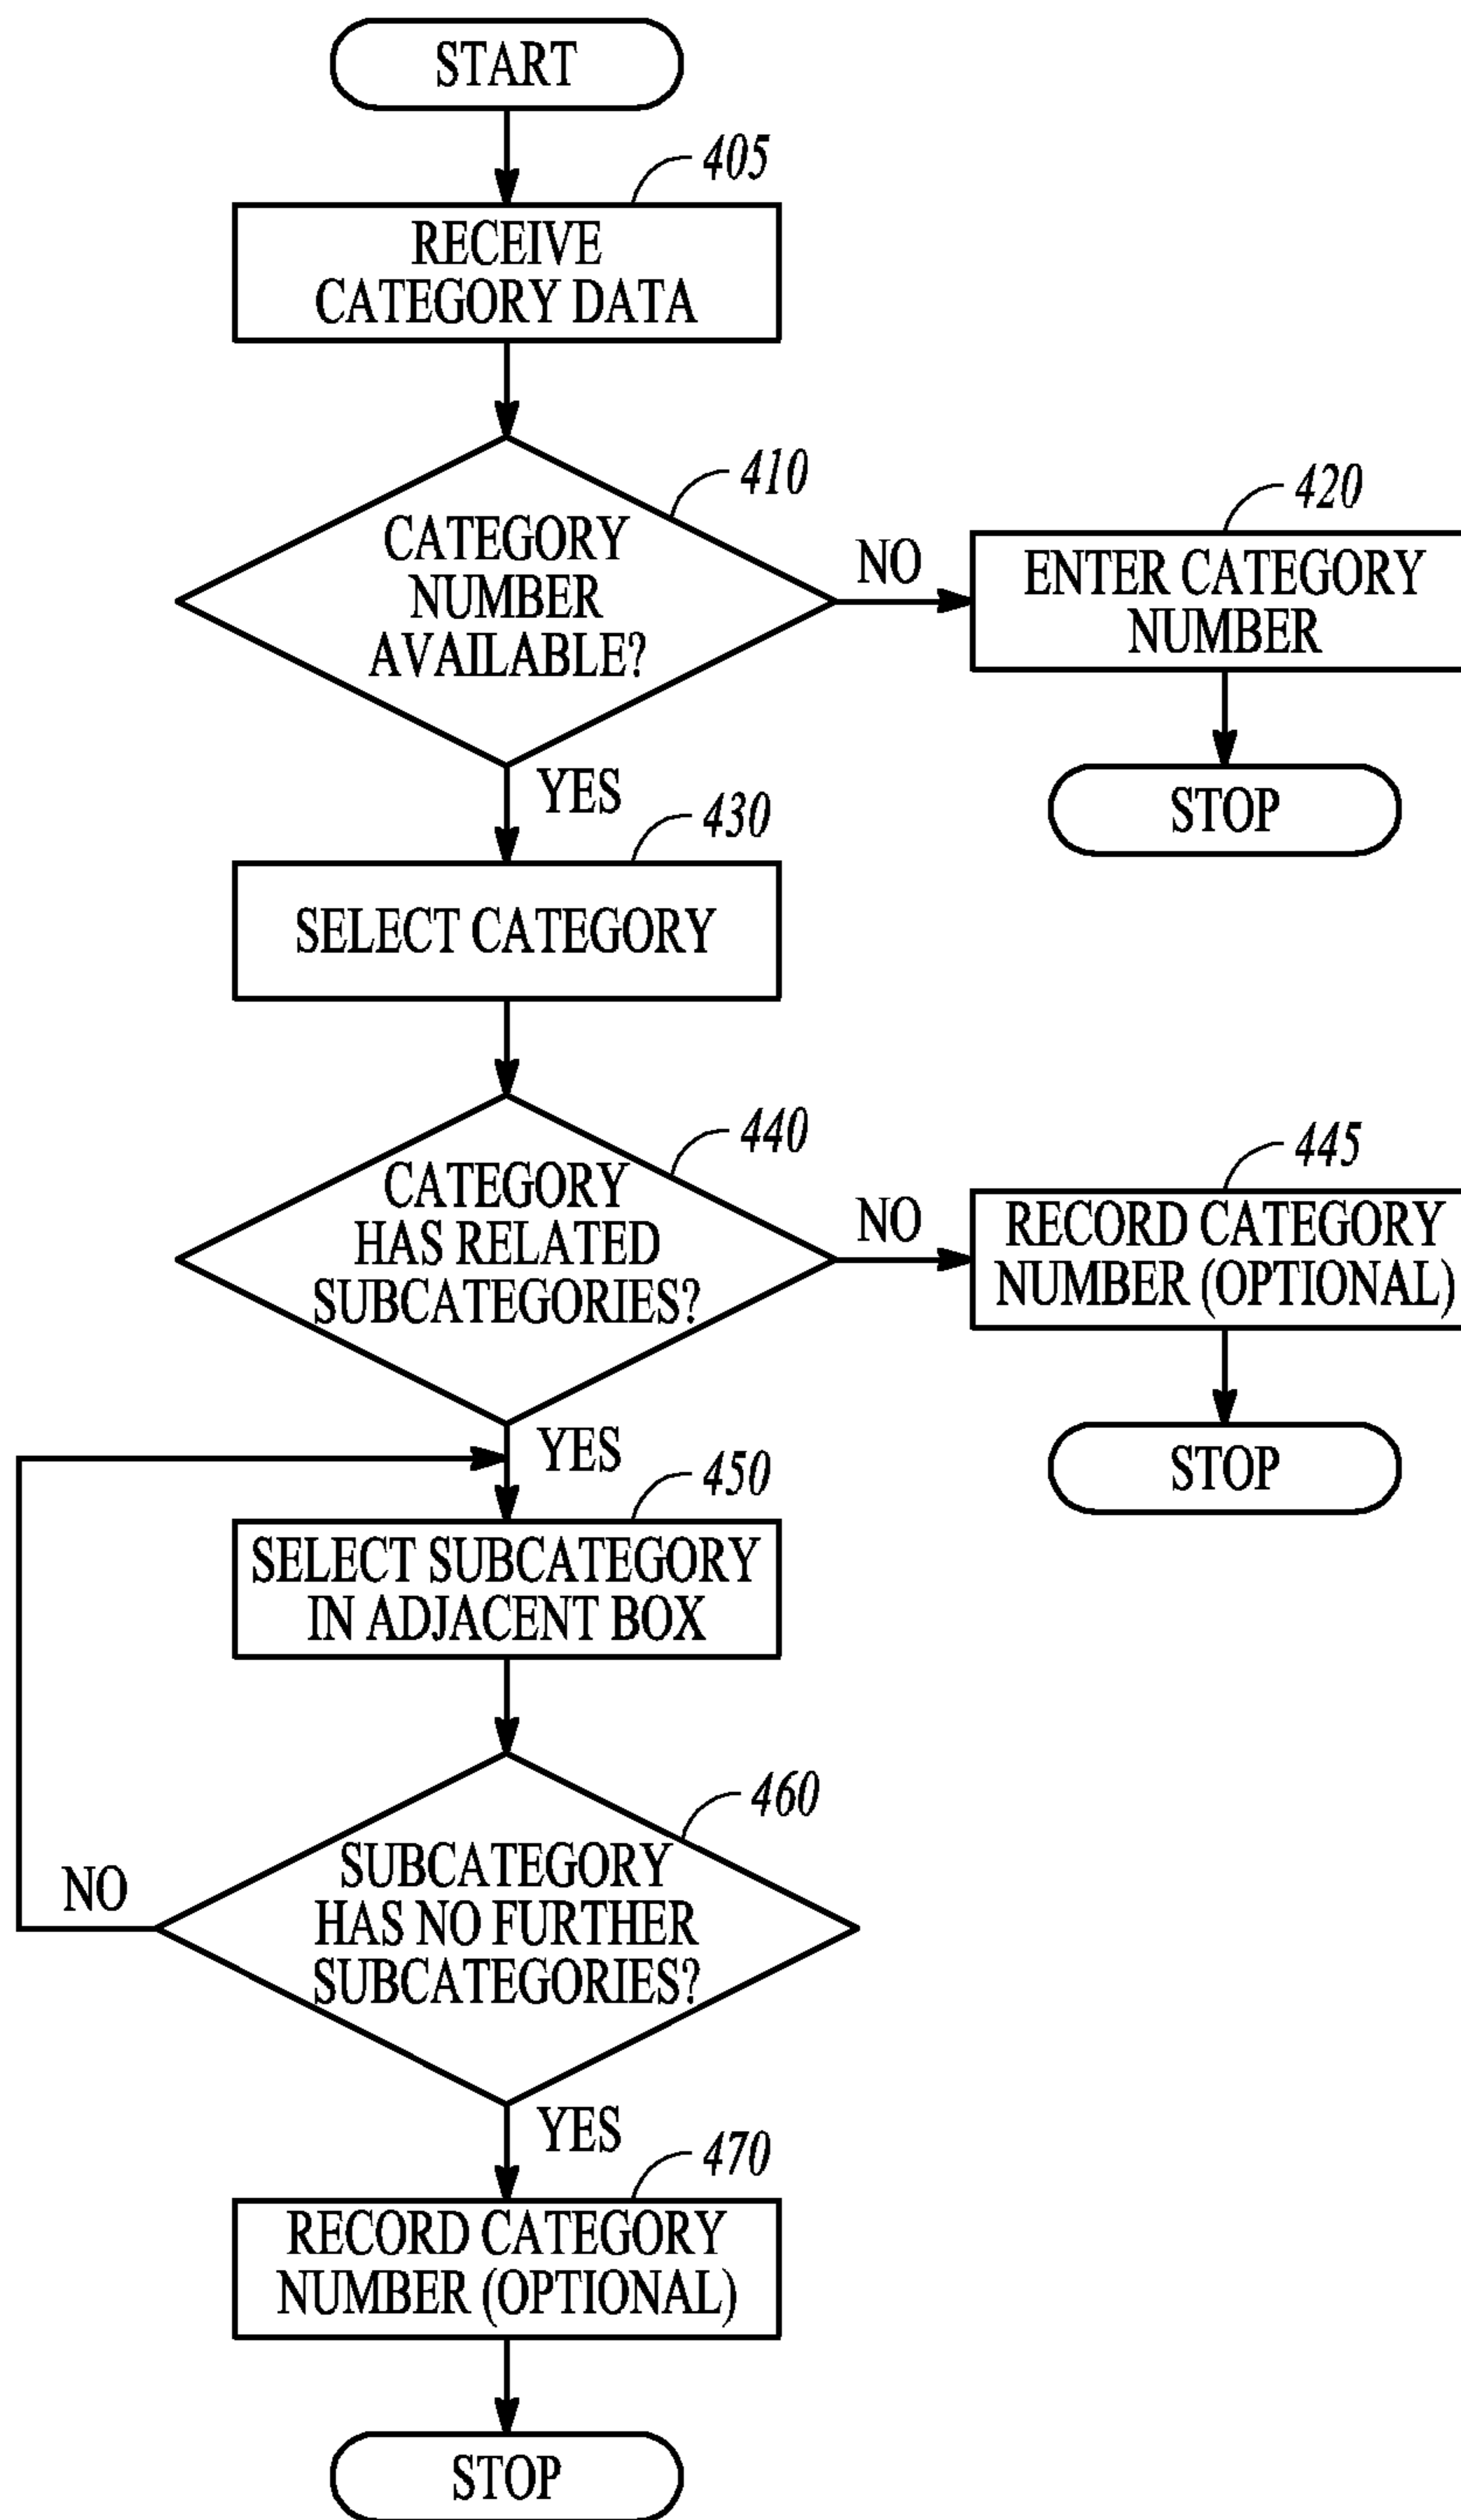 START
405
RECEIVE
CATEGORY DATA
410
CATEGORY
NUMBER
AVAILABLE?
NO
420
ENTER CATEGORY
NUMBER
STOP
YES
430
SELECT CATEGORY
440
CATEGORY
HAS RELATED
SUBCATEGORIES?
NO
445
RECORD CATEGORY
NUMBER (OPTIONAL)
STOP
YES
450
SELECT SUBCATEGORY
IN ADJACENT BOX
460
SUBCATEGORY
HAS NO FURTHER
SUBCATEGORIES?
NO
YES
470
RECORD CATEGORY
NUMBER (OPTIONAL)
STOP